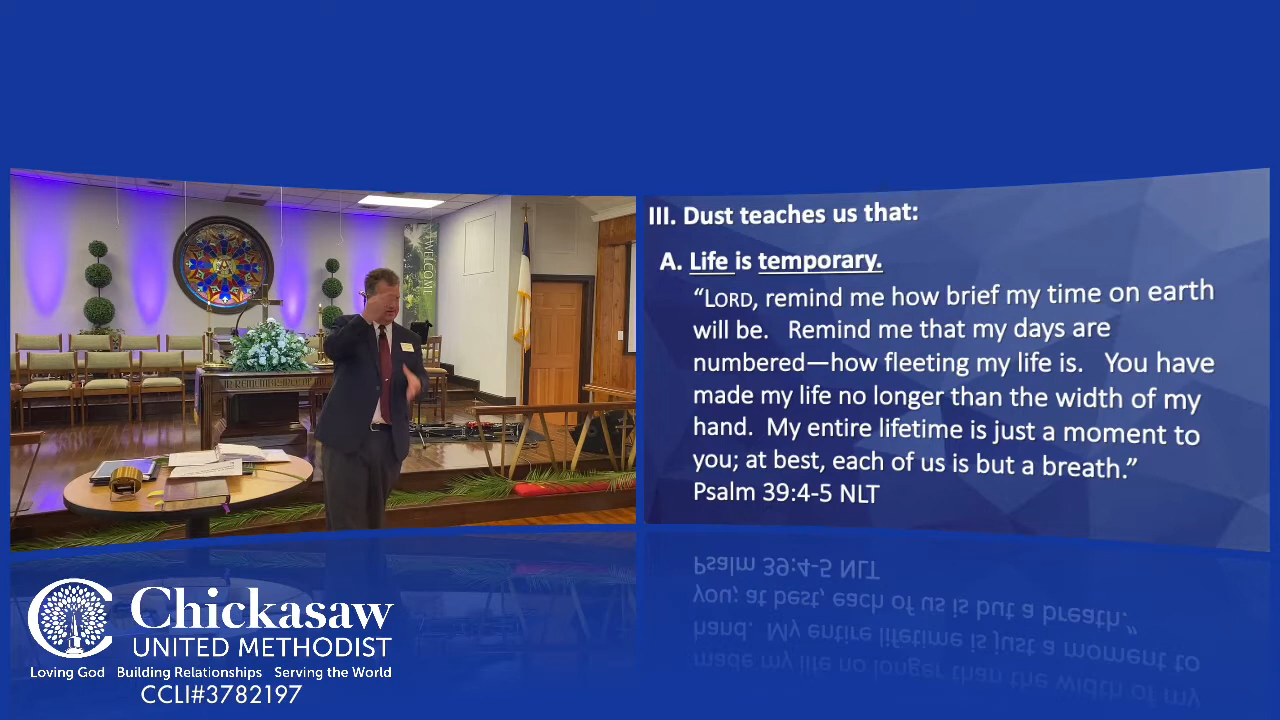 WELCOME
IN REMEMBRANCE OF
III. Dust teaches us that:
A. Life is temporary.
“LORD, remind me how brief my time on earth
will be. Remind me that my days are
numbered—how fleeting my life is. You have
made my life no longer than the width of my
hand. My entire lifetime is just a moment to
you; at best, each of us is but a breath.”
Psalm 39:4-5 NLT
Chickasaw
UNITED METHODIST
Loving God Building Relationships Serving the World
CCLI#3782197